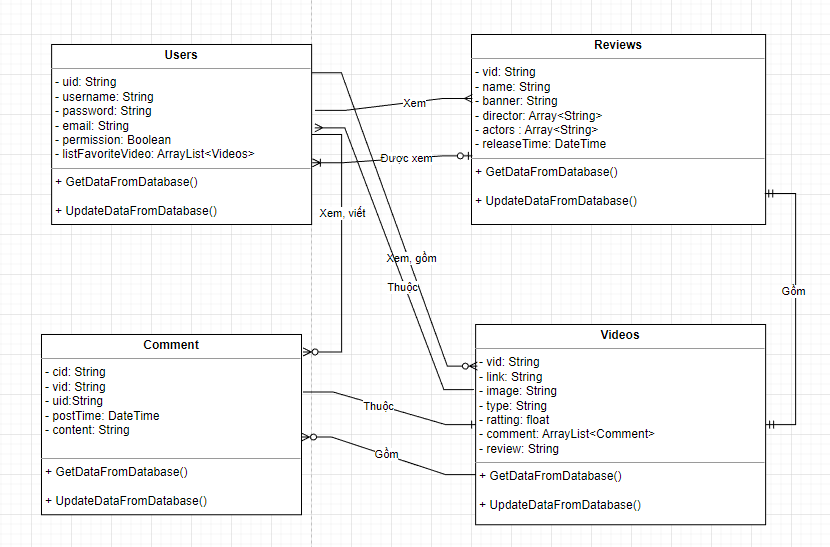 Users
- uid: String
- username: String
- password: String
- email: String
- permission: Boolean
- listFavoriteVideo: ArrayList<Videos>
+ GetDataFromDatabase()
+ UpdateDataFromDatabase()
Reviews
- vid: String
- name: String
- banner: String
- director: Array<String>
- actors : Array<String>
- releaseTime: DateTime
+ GetDataFromDatabase()
+ UpdateDataFromDatabase()
Xem
Được xem
Xem, viết
Xem, gồm
Thuộc
Gồm
Comment
- cid: String
- vid: String
- uid:String
- postTime: DateTime
- content: String
+ GetDataFromDatabase()
+ UpdateDataFromDatabase()
Thuộc
Gồm
Videos
- vid: String
- link: String
- image: String
- type: String
- ratting: float
- comment: ArrayList<Comment>
- review: String
+ GetDataFromDatabase()
+ UpdateDataFromDatabase()